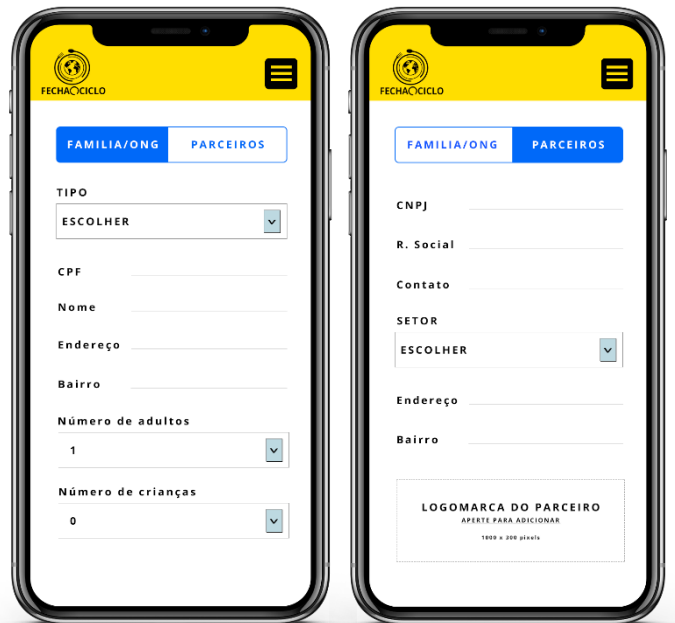 FECHAOCICLO
FAMILIA/ONG PARCEIROS
TIPO
ESCOLHER
CPF
Nome
Endereço
Bairro
Número de adultos
1
Número de crianças
0
FECHAOCICLO
FAMILIA/ONG PARCEIROS
CNPJ
R. Social
Contato
SETOR
ESCOLHER
Endereço
Bairro
LOGOMARCA DO PARCEIRO
APERTE PARA ADICIONAR
1000 x 200 pixels